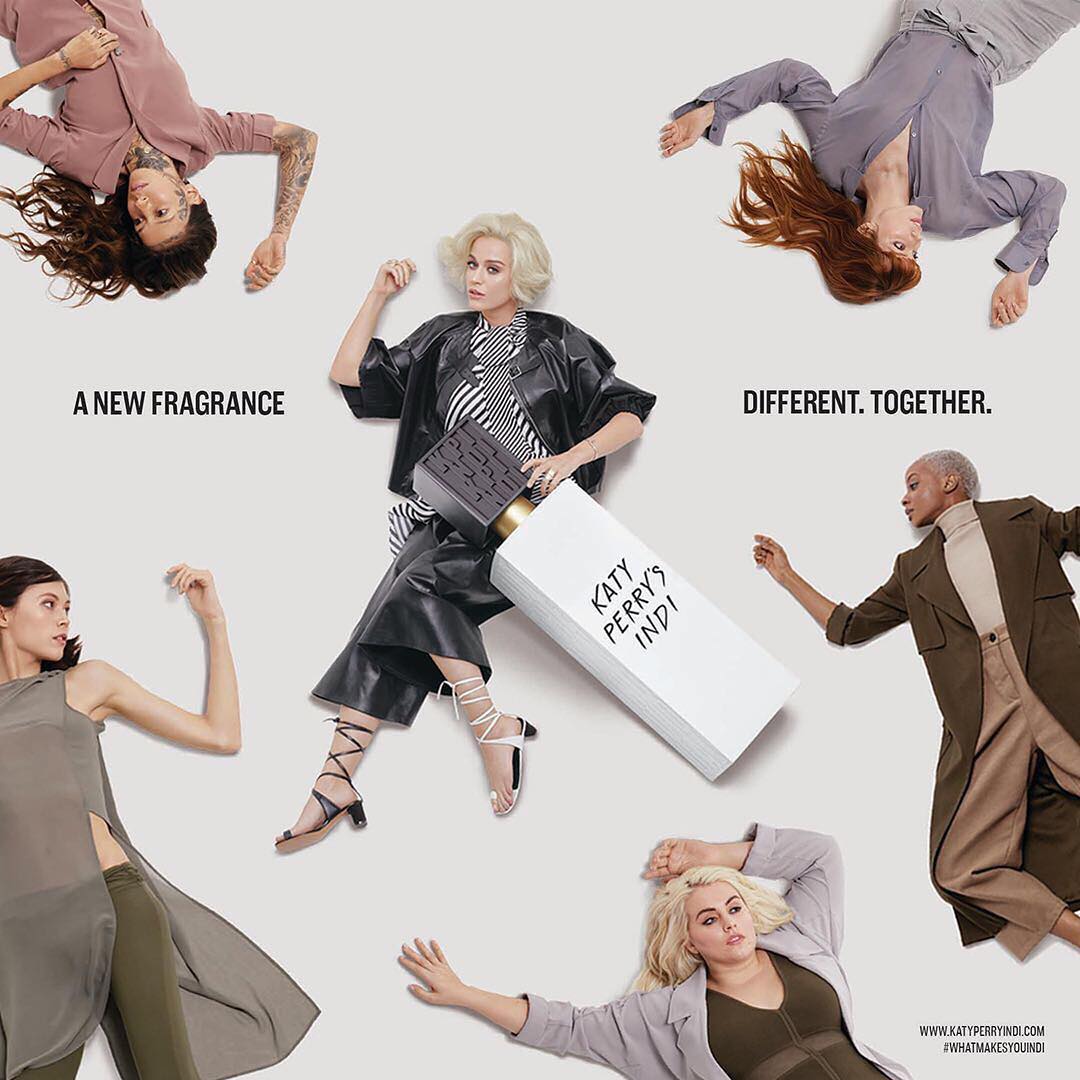 A NEW FRAGRANCE
DIFFERENT. TOGETHER.
KATY
PERRY'S
INDI
WWW.KATYPERRYINDI.COM
#WHATMAKESYOUINDI